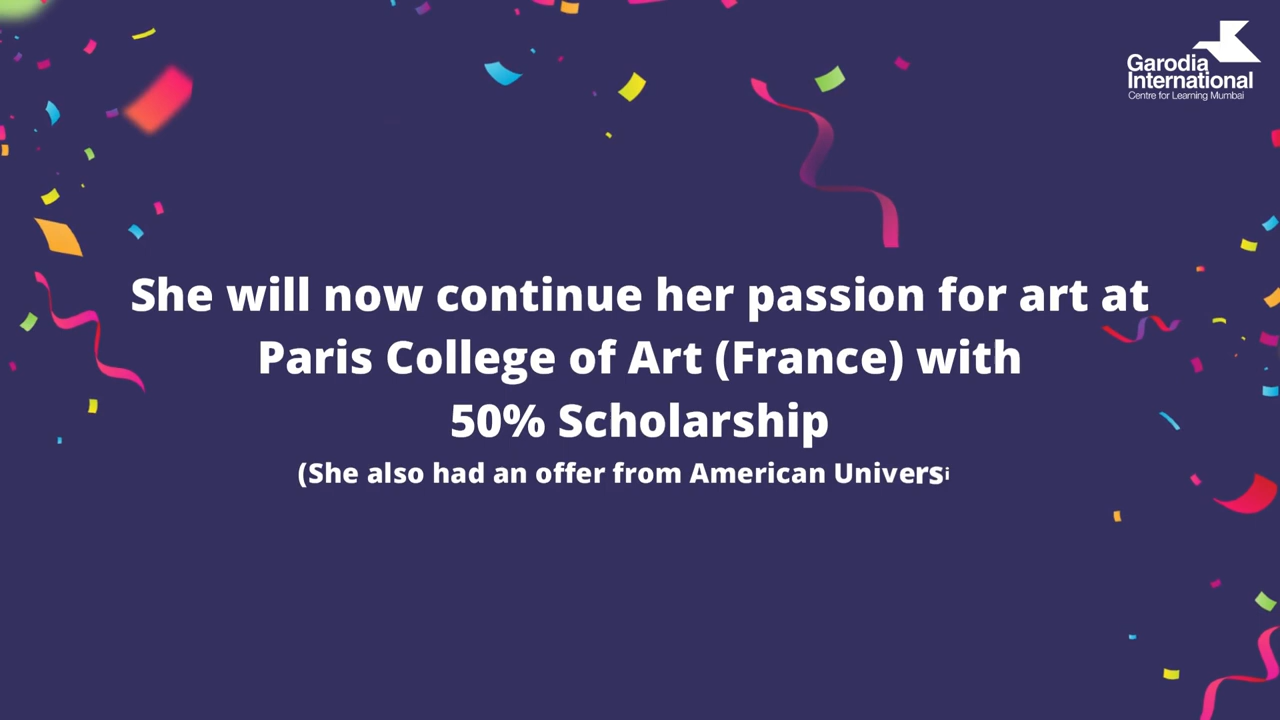 Garodia
International
Centre for Learning Mumbai
She will now continue her passion for art at
Paris College of Art (France) with
50% Scholarship
(She also had an offer from American Universi